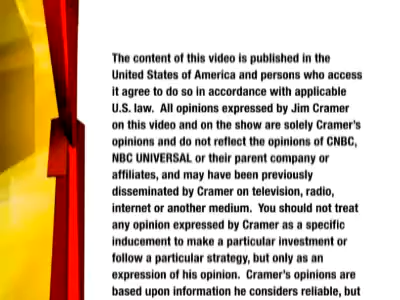 The content of this video is published in the
United States of America and persons who access
it agree to do so in accordance with applicable
U.S. law. All opinions expressed by Jim Cramer
on this video and on the show are solely Cramer's
opinions and do not reflect the opinions of CNBC,
NBC UNIVERSAL or their parent company or
affiliates, and may have been previously
disseminated by Cramer on television, radio,
internet or another medium. You should not treat
any opinion expressed by Cramer as a specific
inducement to make a particular investment or
follow a particular strategy, but only as an
expression of his opinion. Cramer's opinions are
based upon information he considers reliable, but